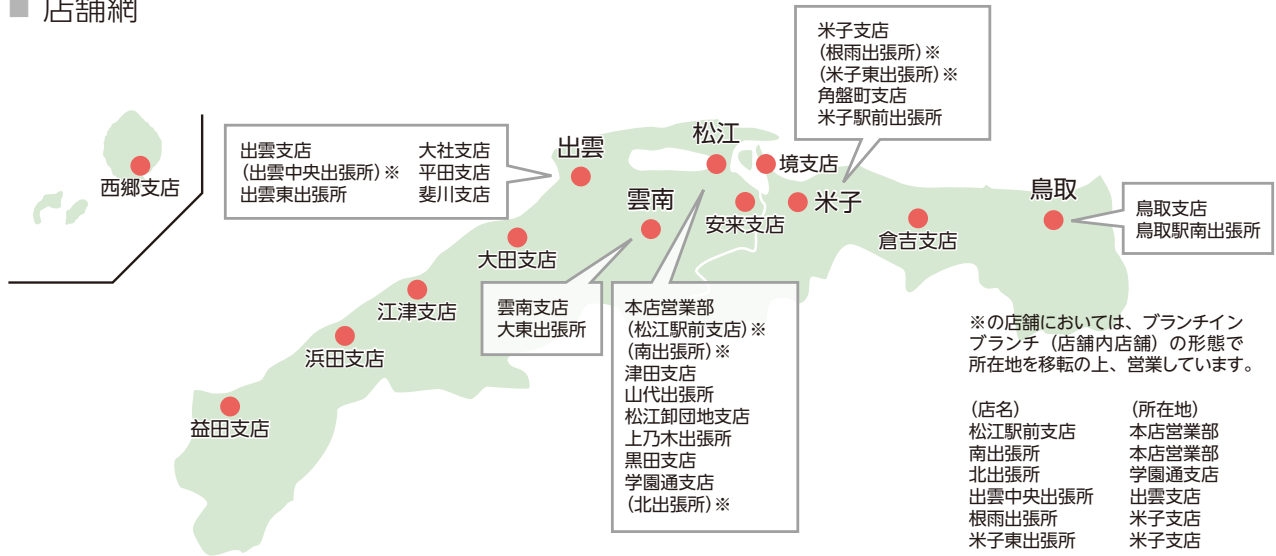 ■ 店舗網
西郷支店
出雲支店 大社支店
(出雲中央出張所)※ 平田支店
出雲東出張所 斐川支店
出雲
松江
米子支店
(根雨出張所)※
(米子東出張所)※
角盤町支店
米子駅前出張所
境支店
雲南
安来支店
米子
倉吉支店
鳥取
鳥取支店
鳥取駅南出張所
大田支店
江津支店
浜田支店
益田支店
雲南支店
大東出張所
本店営業部
(松江駅前支店)※
(南出張所)※
津田支店
山代出張所
松江卸団地支店
上乃木出張所
黒田支店
学園通支店
(北出張所)※
※の店舗においては、ブランチイン
ブランチ(店舗内店舗)の形態で
所在地を移転の上、営業しています。
(店名) (所在地)
松江駅前支店 本店営業部
南出張所 本店営業部
北出張所 学園通支店
出雲中央出張所 出雲支店
根雨出張所 米子支店
米子東出張所 米子支店